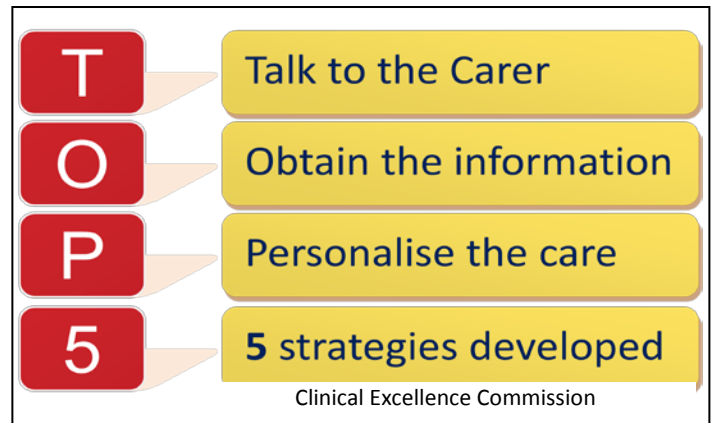 T Talk to the Carer
O Obtain the information
P Personalise the care
5 5 strategies developed
Clinical Excellence Commission